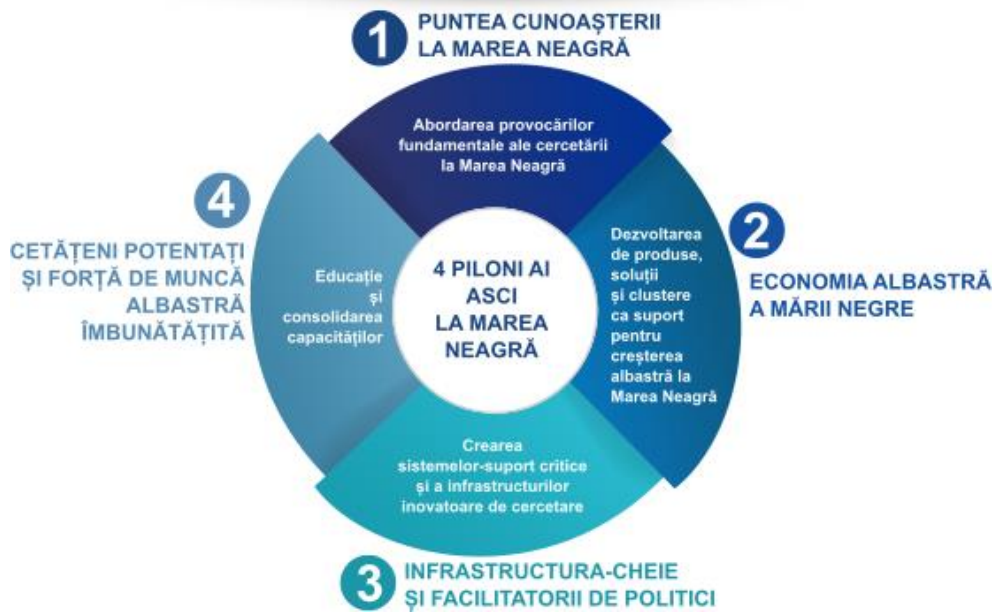 1
PUNTEA CUNOAȘTERII
LA MAREA NEAGRĂ
Abordarea provocărilor
fundamentale ale cercetării
la Marea Neagră
2
ECONOMIA ALBASTRĂ
A MĂRII NEGRE
Dezvoltarea
de produse,
soluții
și clustere
ca suport
pentru
creșterea
albastră la
Marea Neagră
4 PILONI AI
ASCI
LA MAREA
NEAGRĂ
4
CETĂȚENI POTENTAȚI
ȘI FORȚĂ DE MUNCĂ
ALBASTRĂ
ÎMBUNĂTĂȚITĂ
Educație
și
consolidarea
capacităților
Crearea
sistemelor-suport critice
și a infrastructurilor
inovatoare de cercetare
3
INFRASTRUCTURA-CHEIE
ȘI FACILITATORII DE POLITICI